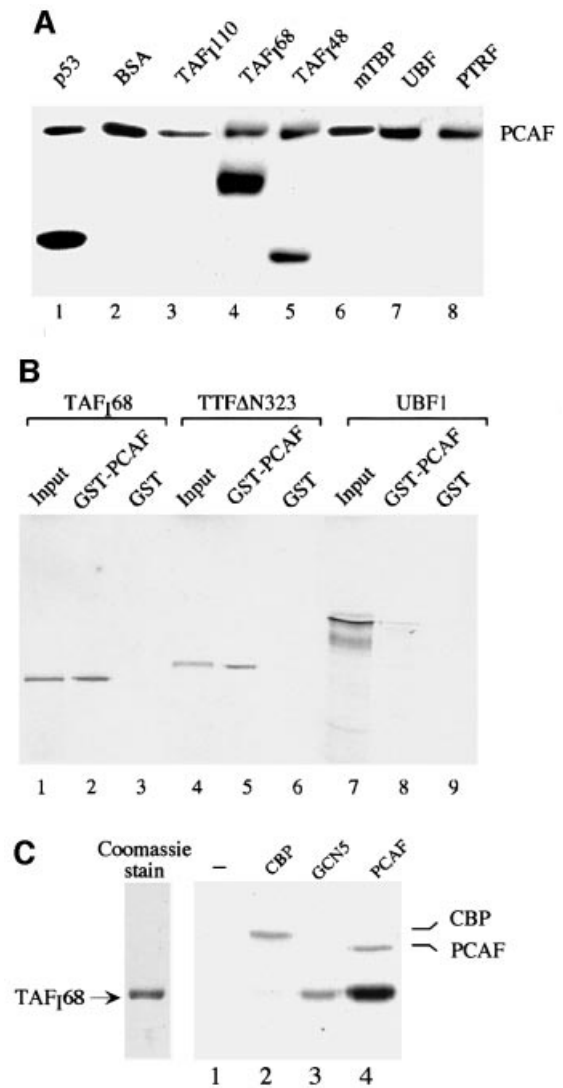 A
p53 BSA TAFI110 TAFI68 TAFI48 mTBP UBF PTRF
PCAF
1 2 3 4 5 6 7 8
B
TAFI68 TTFΔN323 UBF1
Input GST-PCAF GST Input GST-PCAF GST Input GST-PCAF GST
1 2 3 4 5 6 7 8 9
C
Coomassie
stain
– CBP GCN5 PCAF
CBP
PCAF
TAFI68
1 2 3 4